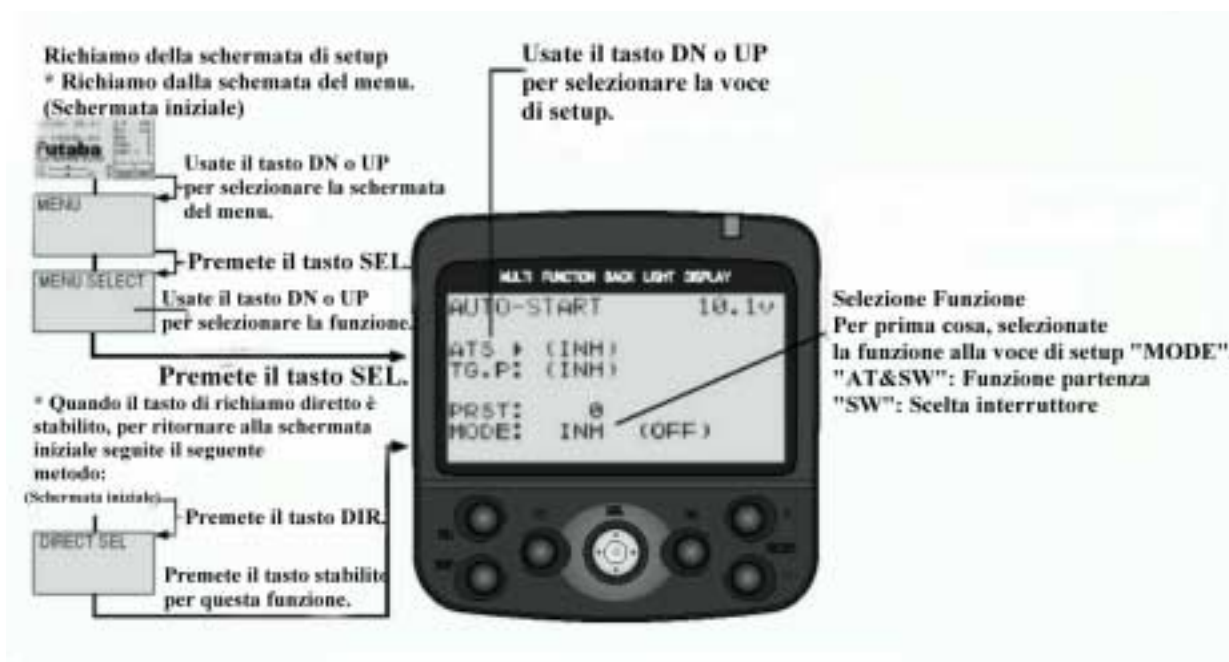 Richiamo della schermata di setup
* Richiamo dalla schemata del menu.
(Schermata iniziale)
Futaba
Usate il tasto DN o UP
per selezionare la schermata
del menu.
MENU
Premete il tasto SEL.
MENU SELECT
Usate il tasto DN o UP
per selezionare la funzione.
Premete il tasto SEL.
* Quando il tasto di richiamo diretto è
stabilito, per ritornare alla schermata
iniziale seguite il seguente
metodo:
(Schermata iniziale)
Premete il tasto DIR.
DIRECT SEL
Premete il tasto stabilito
per questa funzione.
Usate il tasto DN o UP
per selezionare la voce
di setup.
MULTI FUNCTION BACK LIGHT DISPLAY
AUTO-START 10.1v
ATS (INH)
TG.P: (INH)
PRST: 0
MODE: INH (OFF)
Selezione Funzione
Per prima cosa, selezionate
la funzione alla voce di setup "MODE"
"AT&SW": Funzione partenza
"SW": Scelta interruttore